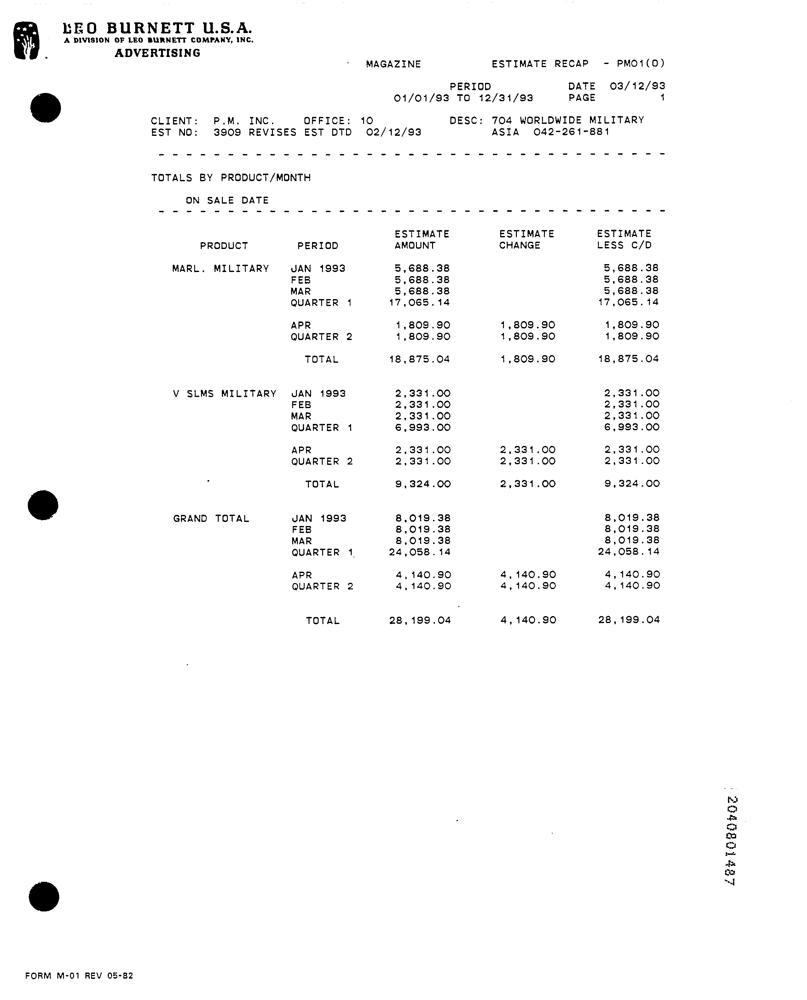 LEO BURNETT U.S.A.
A DIVISION OF LEO BURNETT COMPANY, INC.
ADVERTISING
MAGAZINE ESTIMATE RECAP - PM01(0)
PERIOD DATE 03/12/93
01/01/93 TO 12/31/93 PAGE 1
CLIENT: P.M. INC. OFFICE: 10 DESC: 704 WORLDWIDE MILITARY
EST NO: 3909 REVISES EST DTD 02/12/93 ASIA 042-261-881
TOTALS BY PRODUCT/MONTH
ON SALE DATE
ESTIMATE ESTIMATE ESTIMATE
PRODUCT PERIOD AMOUNT CHANGE LESS C/D
MARL. MILITARY JAN 1993 5,688.38 5,688.38
FEB 5,688.38 5,688.38
MAR 5,688.38 5,688.38
QUARTER 1 17,065.14 17,065.14
APR 1,809.90 1,809.90 1,809.90
QUARTER 2 1,809.90 1,809.90 1,809.90
TOTAL 18,875.04 1,809.90 18,875.04
V SLMS MILITARY JAN 1993 2,331.00 2,331.00
FEB 2,331.00 2,331.00
MAR 2,331.00 2,331.00
QUARTER 1 6,993.00 6,993.00
APR 2,331.00 2,331.00 2,331.00
QUARTER 2 2,331.00 2,331.00 2,331.00
TOTAL 9,324.00 2,331.00 9,324.00
GRAND TOTAL JAN 1993 8,019.38 8,019.38
FEB 8,019.38 8,019.38
MAR 8,019.38 8,019.38
QUARTER 1 24,058.14 24,058.14
APR 4,140.90 4,140.90 4,140.90
QUARTER 2 4,140.90 4,140.90 4,140.90
TOTAL 28,199.04 4,140.90 28,199.04
2040801487
FORM M-01 REV 05-82